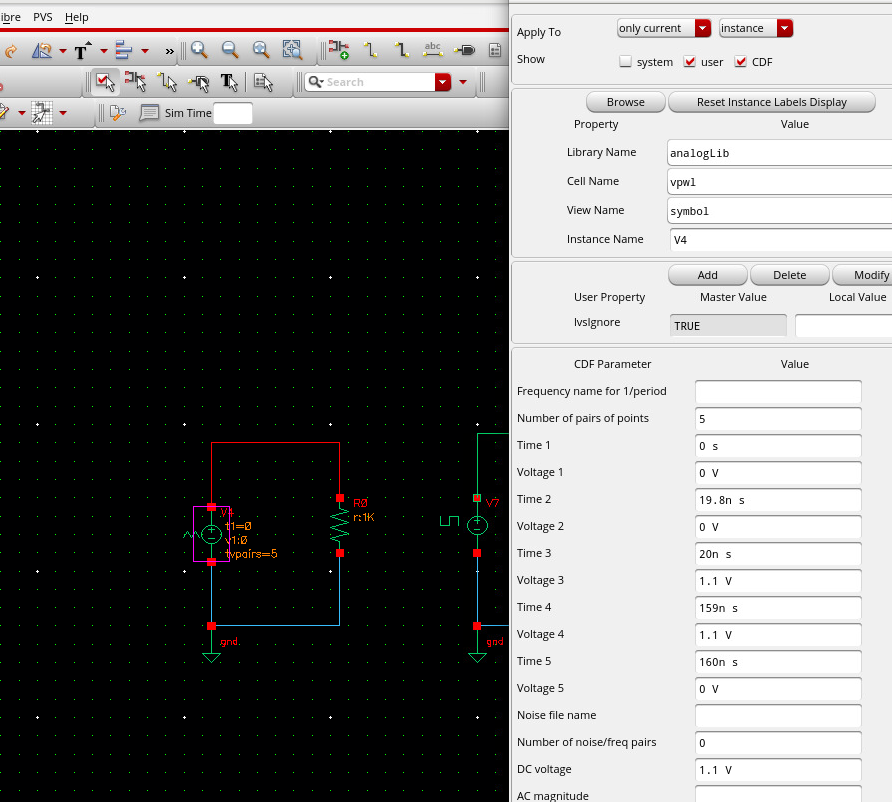 ibre PVS Help
T
»
abc
T
Search
Sim Time
R0
r:1K
t1=0
v1:0
tvpairs=5
V7
gnd
gnd
Apply To only current instance
Show system user CDF
Browse Reset Instance Labels Display
Property Value
Library Name analogLib
Cell Name vpwl
View Name symbol
Instance Name V4
Add Delete Modify
User Property Master Value Local Value
lvsIgnore TRUE
CDF Parameter Value
Frequency name for 1/period
Number of pairs of points 5
Time 1 0 s
Voltage 1 0 V
Time 2 19.8n s
Voltage 2 0 V
Time 3 20n s
Voltage 3 1.1 V
Time 4 159n s
Voltage 4 1.1 V
Time 5 160n s
Voltage 5 0 V
Noise file name
Number of noise/freq pairs 0
DC voltage 1.1 V
AC magnitude